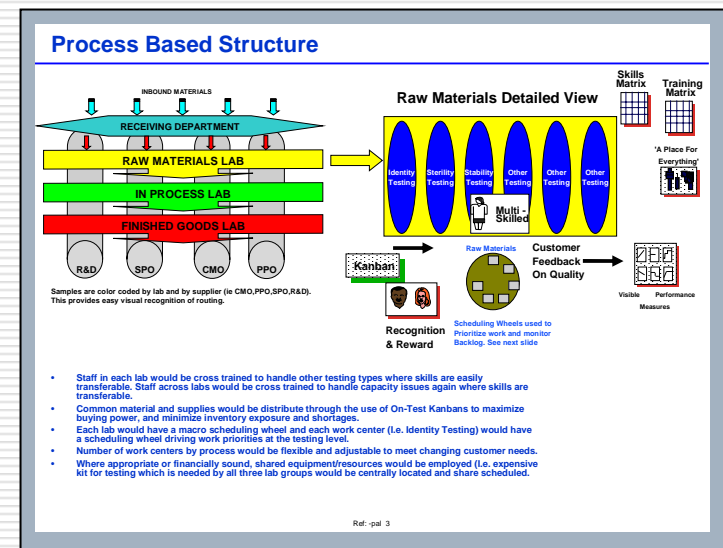 Process Based Structure
INBOUND MATERIALS
RECEIVING DEPARTMENT
RAW MATERIALS LAB
IN PROCESS LAB
FINISHED GOODS LAB
R&D
SPO
CMO
PPO
Samples are color coded by lab and by supplier (ie CMO,PPO,SPO,R&D).
This provides easy visual recognition of routing.
Raw Materials Detailed View
Identity
Testing
Sterility
Testing
Stability
Testing
Other
Testing
Other
Testing
Other
Testing
Multi -
Skilled
Skills
Matrix
Training
Matrix
'A Place For
Everything'
Kanban
Recognition
& Reward
Raw Materials
Scheduling Wheels used to
Prioritize work and monitor
Backlog. See next slide
Customer
Feedback
On Quality
Visible Performance
Measures
• Staff in each lab would be cross trained to handle other testing types where skills are easily
transferable. Staff across labs would be cross trained to handle capacity issues again where skills are
transferable.
• Common material and supplies would be distribute through the use of On-Test Kanbans to maximize
buying power, and minimize inventory exposure and shortages.
• Each lab would have a macro scheduling wheel and each work center (I.e. Identity Testing) would have
a scheduling wheel driving work priorities at the testing level.
• Number of work centers by process would be flexible and adjustable to meet changing customer needs.
• Where appropriate or financially sound, shared equipment/resources would be employed (I.e. expensive
kit for testing which is needed by all three lab groups would be centrally located and share scheduled.
Ref: -pal 3